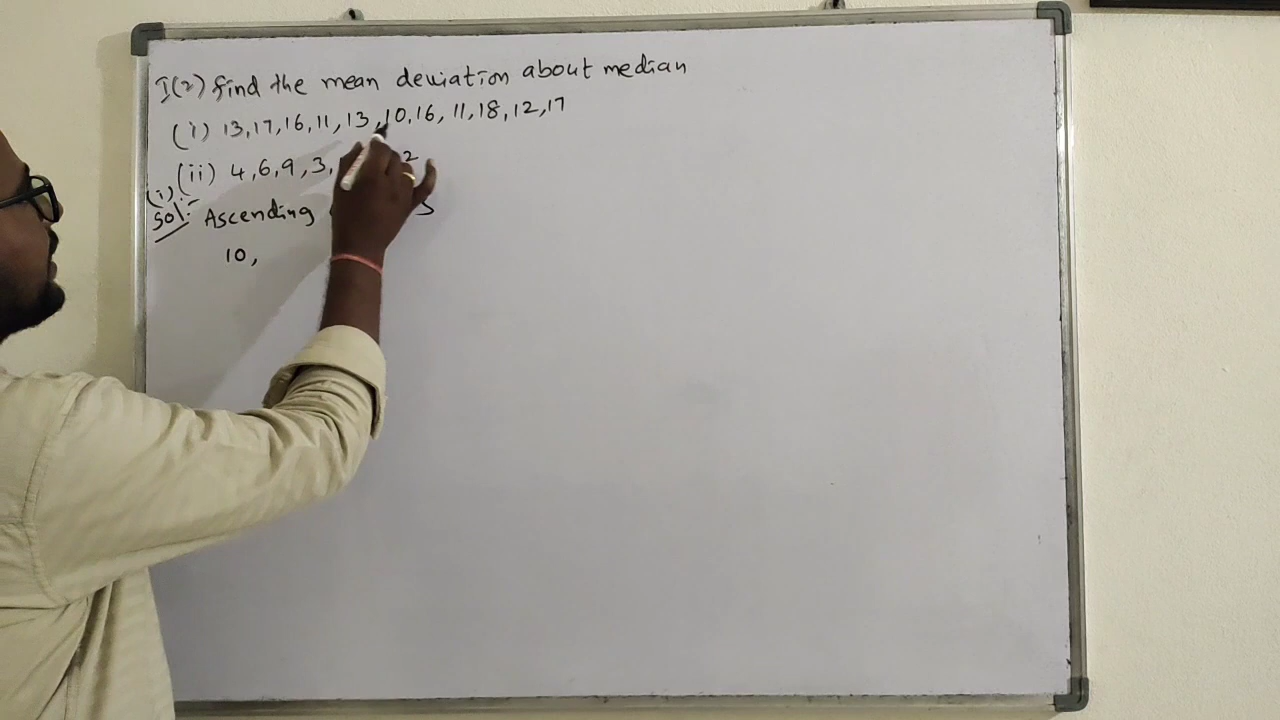 I(2) find the mean deviation about median
(i) 13,17,16,11,13,10,16,11,18,12,17
(ii) 4,6,9,3, 2
(i)
Sol:- Ascending
10,